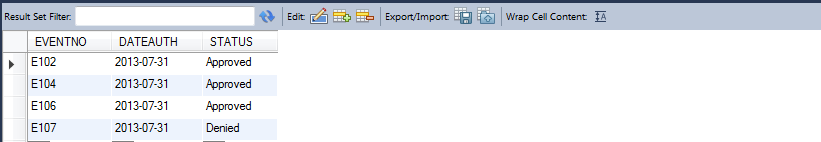 Result Set Filter: Edit: Export/Import: Wrap Cell Content: IA
EVENTNO DATEAUTH STATUS
E102 2013-07-31 Approved
E104 2013-07-31 Approved
E106 2013-07-31 Approved
E107 2013-07-31 Denied